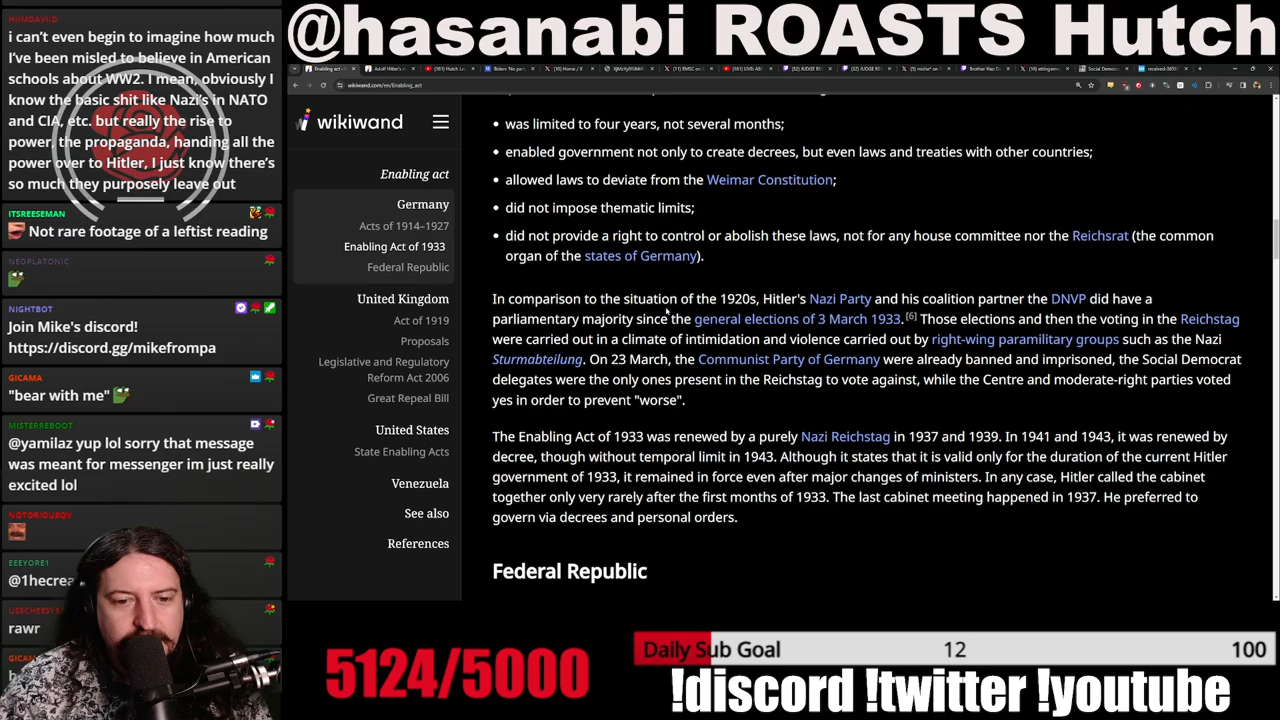 HIIMDAVIID
i can't even begin to imagine how much
I've been misled to believe in American
schools about WW2. I mean, obviously I
know the basic shit like Nazi's in NATO
and CIA, etc. but really the rise to
power, the propaganda, handing all the
power over to Hitler, I just know there's
so much they purposely leave out
ITSREESEMAN
Not rare footage of a leftist reading
NEOPLATONIC
NIGHTBOT
Join Mike's discord!
https://discord.gg/mikefrompa
GICAMA
"bear with me"
MISTERREBOOT
@yamilaz yup lol sorry that message
was meant for messenger im just really
excited lol
NOTORIOUSQV
EEEYORE1
@1hecrea
rawr
@hasanabi ROASTS Hutch
wikiwand.com/en/Enabling_act
wikiwand
Enabling act
Germany
Acts of 1914–1927
Enabling Act of 1933
Federal Republic
United Kingdom
Act of 1919
Proposals
Legislative and Regulatory
Reform Act 2006
Great Repeal Bill
United States
State Enabling Acts
Venezuela
See also
References
• was limited to four years, not several months;
• enabled government not only to create decrees, but even laws and treaties with other countries;
• allowed laws to deviate from the Weimar Constitution;
• did not impose thematic limits;
• did not provide a right to control or abolish these laws, not for any house committee nor the Reichsrat (the common
organ of the states of Germany).
In comparison to the situation of the 1920s, Hitler's Nazi Party and his coalition partner the DNVP did have a
parliamentary majority since the general elections of 3 March 1933.[6] Those elections and then the voting in the Reichstag
were carried out in a climate of intimidation and violence carried out by right-wing paramilitary groups such as the Nazi
Sturmabteilung. On 23 March, the Communist Party of Germany were already banned and imprisoned, the Social Democrat
delegates were the only ones present in the Reichstag to vote against, while the Centre and moderate-right parties voted
yes in order to prevent "worse".
The Enabling Act of 1933 was renewed by a purely Nazi Reichstag in 1937 and 1939. In 1941 and 1943, it was renewed by
decree, though without temporal limit in 1943. Although it states that it is valid only for the duration of the current Hitler
government of 1933, it remained in force even after major changes of ministers. In any case, Hitler called the cabinet
together only very rarely after the first months of 1933. The last cabinet meeting happened in 1937. He preferred to
govern via decrees and personal orders.
Federal Republic
5124/5000
Daily Sub Goal 12 100
!discord !twitter !youtube